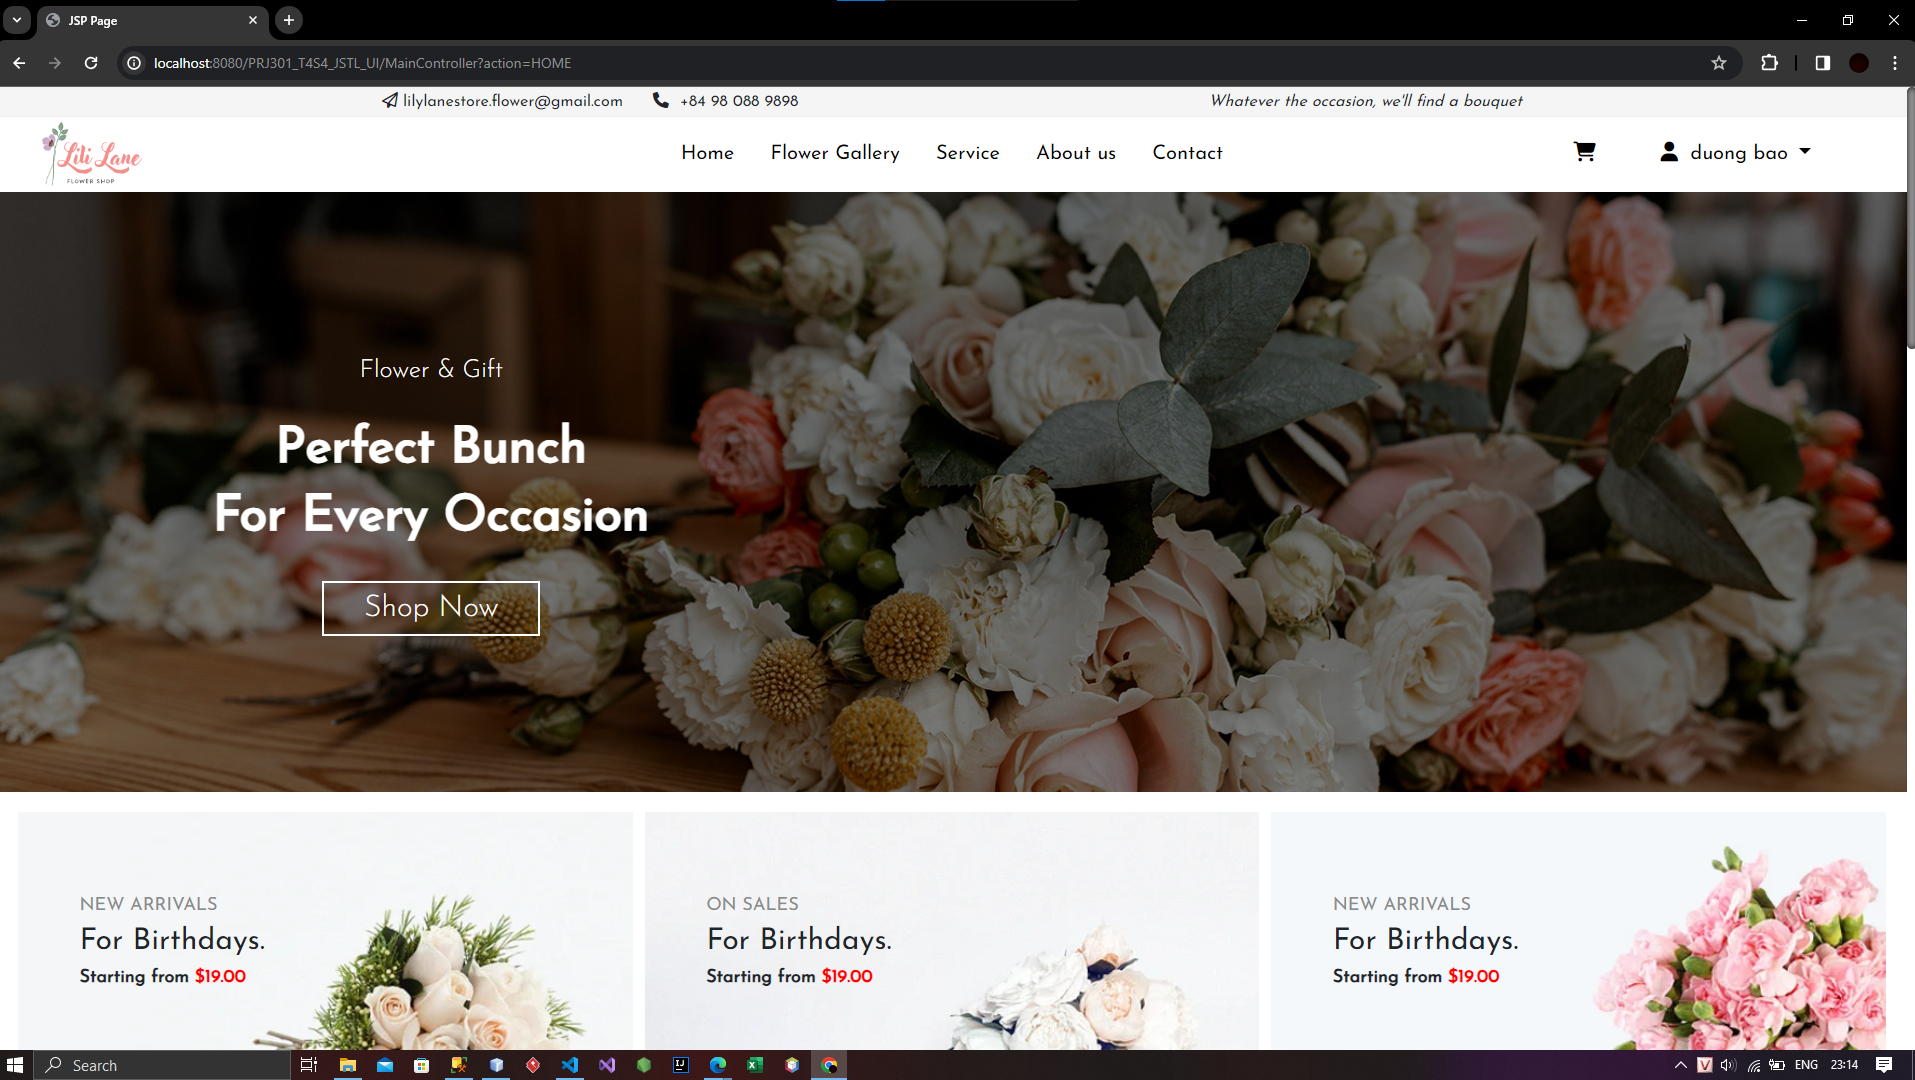 JSP Page
localhost:8080/PRJ301_T4S4_JSTL_UI/MainController?action=HOME
lilylanestore.flower@gmail.com +84 98 088 9898 Whatever the occasion, we'll find a bouquet
Lili Lane
FLOWER SHOP
Home Flower Gallery Service About us Contact duong bao
Flower & Gift
Perfect Bunch
For Every Occasion
Shop Now
NEW ARRIVALS
For Birthdays.
Starting from $19.00
ON SALES
For Birthdays.
Starting from $19.00
NEW ARRIVALS
For Birthdays.
Starting from $19.00
Search
ENG 23:14